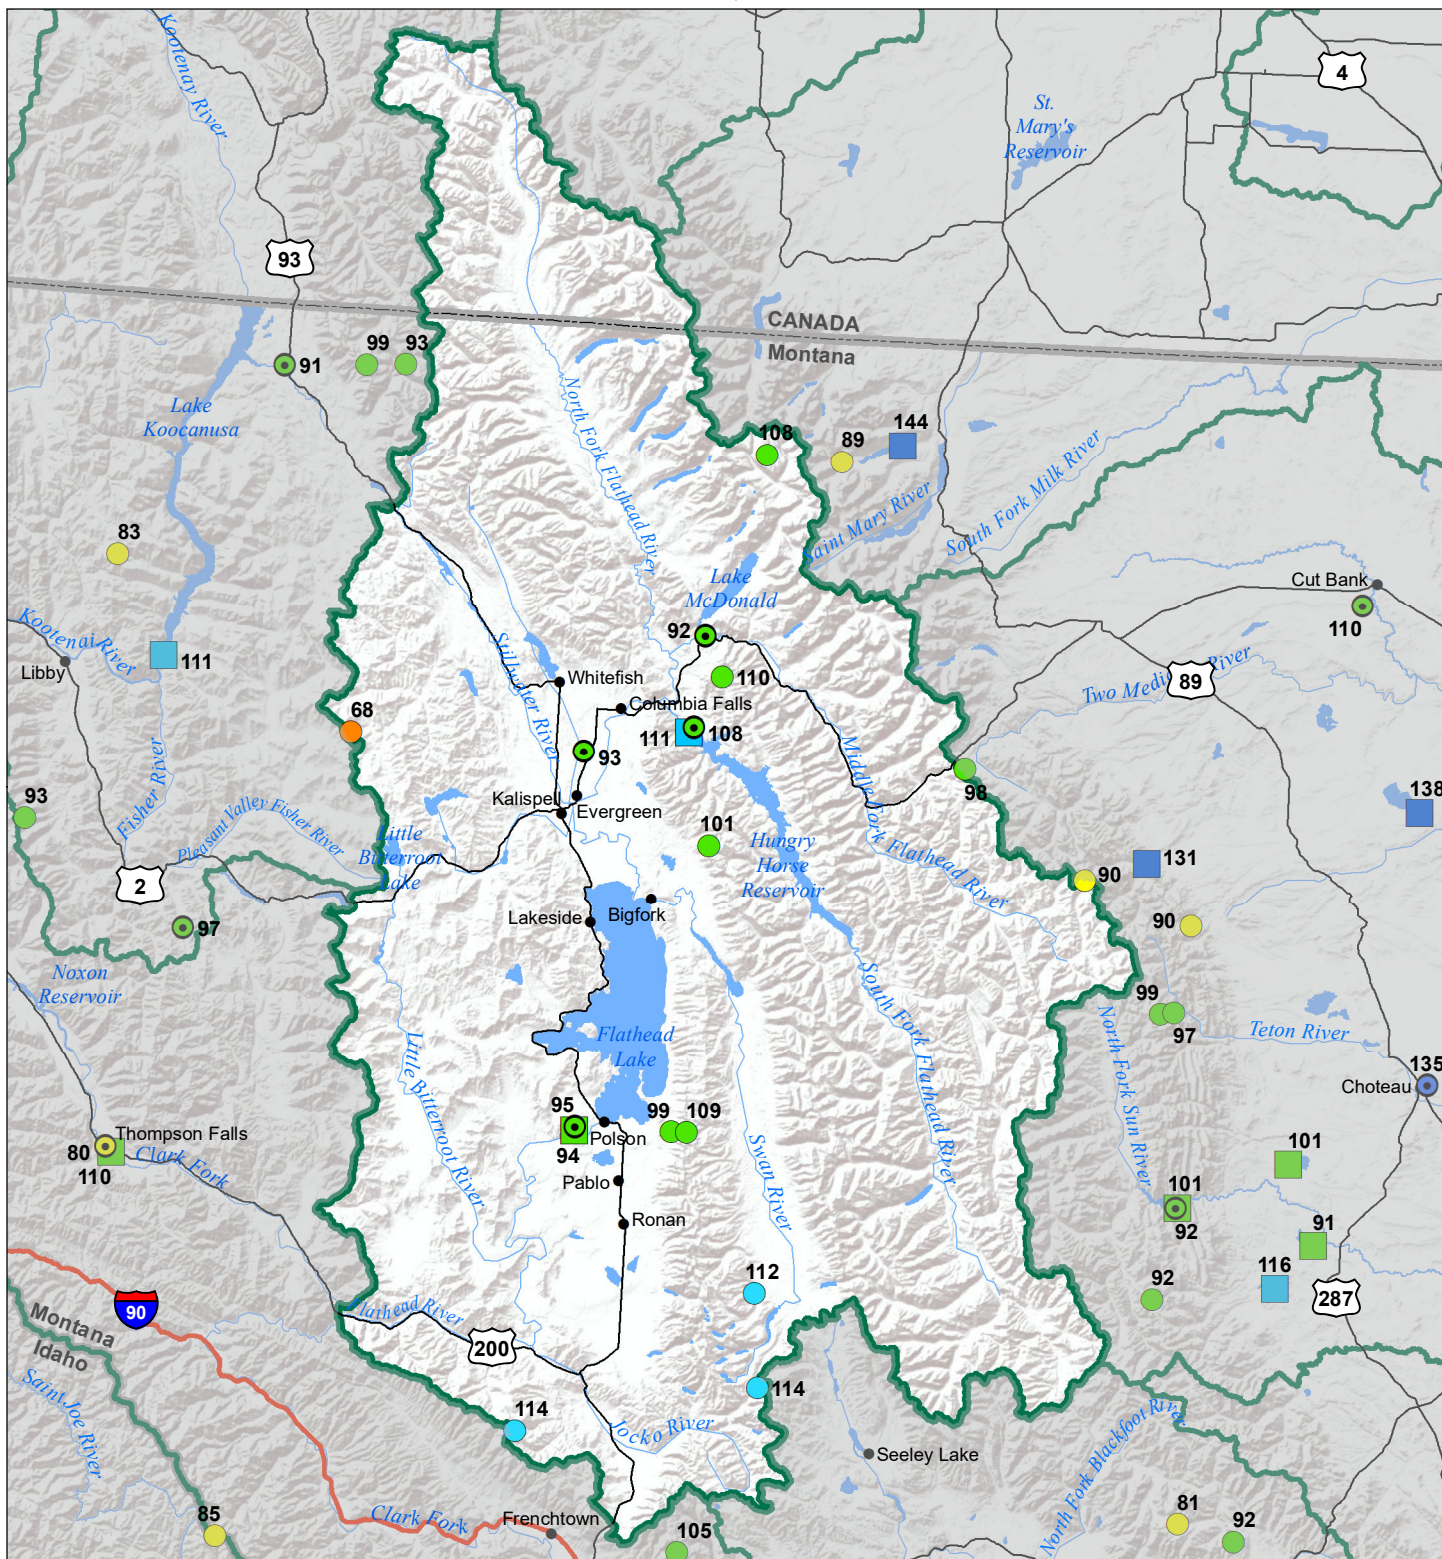 Kootenay River
4
St.
Mary's
Reservoir
93
CANADA
Montana
91
99
93
Lake
Koocanusa
North Fork Flathead River
108
89
144
Saint Mary River
South Fork Milk River
83
Cut Bank
110
Lake
McDonald
92
Kootenai River
Libby
111
Stillwater River
Whitefish
110
Columbia Falls
Two Medi River
89
68
111
108
93
Middle Fork Flathead River
98
Fisher River
93
Kalispell
Evergreen
138
Pleasant Valley Fisher River
Little
Bitterroot
Lake
101
Hungry
Horse
Reservoir
131
90
2
90
97
Lakeside
Bigfork
Noxon
Reservoir
South Fork Flathead River
99
97
North Fork Sun River
Teton River
Flathead
Lake
Little Bitterroot River
135
Choteau
95
94
Polson
99
109
Thompson Falls
80
110
Clark Fork
Swan River
101
Pablo
101
92
Ronan
91
116
92
287
112
Montana
Idaho
90
Flathead River
200
Saint Joe River
114
114
Jocko River
North Fork Blackfoot River
Seeley Lake
85
Clark Fork
Frenchtown
105
81
92